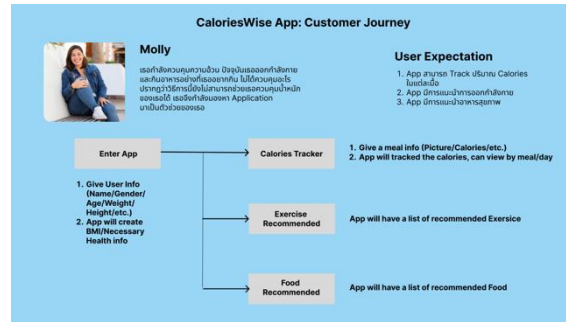 CaloriesWise App: Customer Journey
Molly
เธอกำลังควบคุมความอ้วน ปัจจุบันเธอออกกำลังกาย
และกินอาหารอย่างที่เธออยากกิน ไม่ได้ควบคุมอะไร
ปรากฏว่าวิธีการนี้ยังไม่สามารถช่วยเธอควบคุมน้ำหนัก
ของเธอได้ เธอจึงกำลังมองหา Application
มาเป็นตัวช่วยของเธอ
User Expectation
1. App สามารถ Track ปริมาณ Calories
ในแต่ละมื้อ
2. App มีการแนะนำการออกกำลังกาย
3. App มีการแนะนำอาหารสุขภาพ
Enter App
1. Give User Info
(Name/Gender/
Age/Weight/
Height/etc.)
2. App will create
BMI/Necessary
Health info
Calories Tracker
1. Give a meal info (Picture/Calories/etc.)
2. App will tracked the calories, can view by meal/day
Exercise
Recommended
App will have a list of recommended Exersice
Food
Recommended
App will have a list of recommended Food